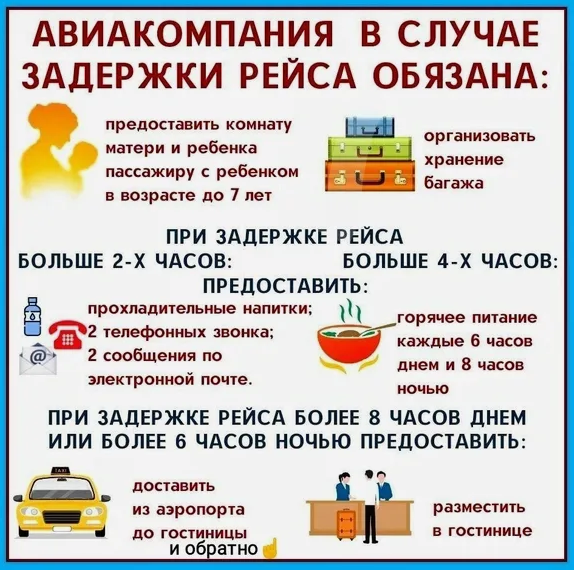 АВИАКОМПАНИЯ В СЛУЧАЕ
ЗАДЕРЖКИ РЕЙСА ОБЯЗАНА:
предоставить комнату
матери и ребенка
пассажиру с ребенком
в возрасте до 7 лет
организовать
хранение
багажа
ПРИ ЗАДЕРЖКЕ РЕЙСА
БОЛЬШЕ 2-Х ЧАСОВ:
БОЛЬШЕ 4-Х ЧАСОВ:
ПРЕДОСТАВИТЬ:
прохладительные напитки;
2 телефонных звонка;
2 сообщения по
электронной почте.
@
горячее питание
каждые 6 часов
днем и 8 часов
ночью
ПРИ ЗАДЕРЖКЕ РЕЙСА БОЛЕЕ 8 ЧАСОВ ДНЕМ
ИЛИ БОЛЕЕ 6 ЧАСОВ НОЧЬЮ ПРЕДОСТАВИТЬ:
TAXI
доставить
из аэропорта
до гостиницы
и обратно☝
разместить
в гостинице